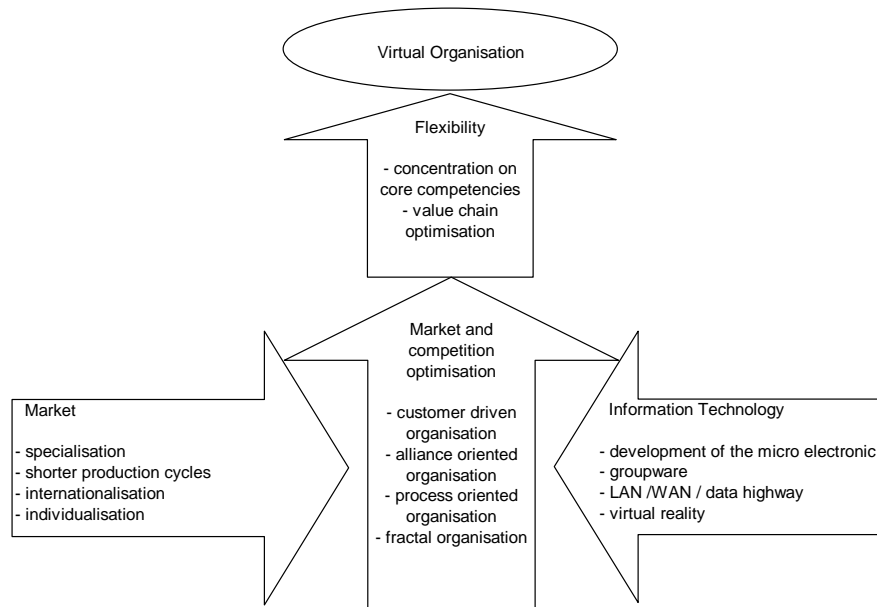 Virtual Organisation
Flexibility
- concentration on
core competencies
- value chain
optimisation
Market and
competition
optimisation
- customer driven
organisation
- alliance oriented
organisation
- process oriented
organisation
- fractal organisation
Market
- specialisation
- shorter production cycles
- internationalisation
- individualisation
Information Technology
- development of the micro electronic
- groupware
- LAN /WAN / data highway
- virtual reality